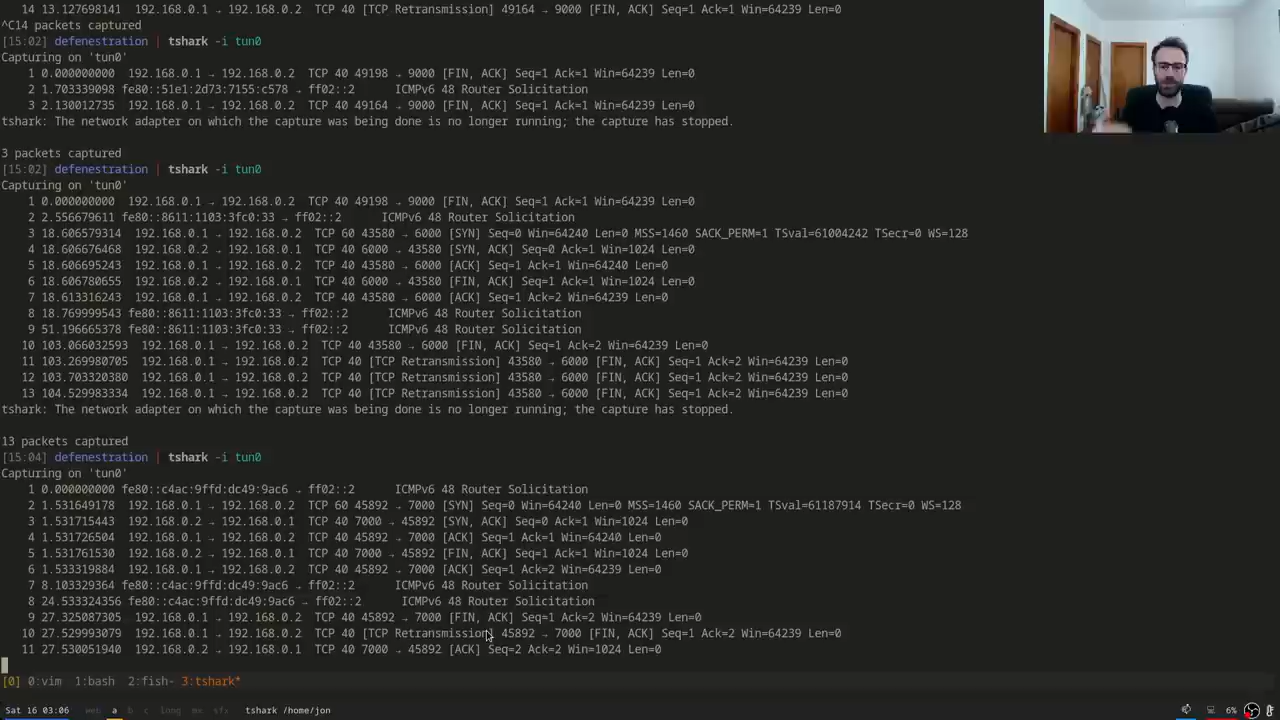 14 13.127698141 192.168.0.1 → 192.168.0.2 TCP 40 [TCP Retransmission] 49164 → 9000 [FIN, ACK] Seq=1 Ack=1 Win=64239 Len=0
^C14 packets captured
[15:02] defenestration | tshark -i tun0
Capturing on 'tun0'
1 0.000000000 192.168.0.1 → 192.168.0.2 TCP 40 49198 → 9000 [FIN, ACK] Seq=1 Ack=1 Win=64239 Len=0
2 1.703339098 fe80::51e1:2d73:7155:c578 → ff02::2 ICMPv6 48 Router Solicitation
3 2.130012735 192.168.0.1 → 192.168.0.2 TCP 40 49164 → 9000 [FIN, ACK] Seq=1 Ack=1 Win=64239 Len=0
tshark: The network adapter on which the capture was being done is no longer running; the capture has stopped.
3 packets captured
[15:02] defenestration | tshark -i tun0
Capturing on 'tun0'
1 0.000000000 192.168.0.1 → 192.168.0.2 TCP 40 49198 → 9000 [FIN, ACK] Seq=1 Ack=1 Win=64239 Len=0
2 2.556679611 fe80::8611:1103:3fc0:33 → ff02::2 ICMPv6 48 Router Solicitation
3 18.606579314 192.168.0.1 → 192.168.0.2 TCP 60 43580 → 6000 [SYN] Seq=0 Win=64240 Len=0 MSS=1460 SACK_PERM=1 TSval=61004242 TSecr=0 WS=128
4 18.606676468 192.168.0.2 → 192.168.0.1 TCP 40 6000 → 43580 [SYN, ACK] Seq=0 Ack=1 Win=1024 Len=0
5 18.606695243 192.168.0.1 → 192.168.0.2 TCP 40 43580 → 6000 [ACK] Seq=1 Ack=1 Win=64240 Len=0
6 18.606780655 192.168.0.2 → 192.168.0.1 TCP 40 6000 → 43580 [FIN, ACK] Seq=1 Ack=1 Win=1024 Len=0
7 18.613316243 192.168.0.1 → 192.168.0.2 TCP 40 43580 → 6000 [ACK] Seq=1 Ack=2 Win=64239 Len=0
8 18.769999543 fe80::8611:1103:3fc0:33 → ff02::2 ICMPv6 48 Router Solicitation
9 51.196665378 fe80::8611:1103:3fc0:33 → ff02::2 ICMPv6 48 Router Solicitation
10 103.066032593 192.168.0.1 → 192.168.0.2 TCP 40 43580 → 6000 [FIN, ACK] Seq=1 Ack=2 Win=64239 Len=0
11 103.269980705 192.168.0.1 → 192.168.0.2 TCP 40 [TCP Retransmission] 43580 → 6000 [FIN, ACK] Seq=1 Ack=2 Win=64239 Len=0
12 103.703320380 192.168.0.1 → 192.168.0.2 TCP 40 [TCP Retransmission] 43580 → 6000 [FIN, ACK] Seq=1 Ack=2 Win=64239 Len=0
13 104.529983334 192.168.0.1 → 192.168.0.2 TCP 40 [TCP Retransmission] 43580 → 6000 [FIN, ACK] Seq=1 Ack=2 Win=64239 Len=0
tshark: The network adapter on which the capture was being done is no longer running; the capture has stopped.
13 packets captured
[15:04] defenestration | tshark -i tun0
Capturing on 'tun0'
1 0.000000000 fe80::c4ac:9ffd:dc49:9ac6 → ff02::2 ICMPv6 48 Router Solicitation
2 1.531649178 192.168.0.1 → 192.168.0.2 TCP 60 45892 → 7000 [SYN] Seq=0 Win=64240 Len=0 MSS=1460 SACK_PERM=1 TSval=61187914 TSecr=0 WS=128
3 1.531715443 192.168.0.2 → 192.168.0.1 TCP 40 7000 → 45892 [SYN, ACK] Seq=0 Ack=1 Win=1024 Len=0
4 1.531726504 192.168.0.1 → 192.168.0.2 TCP 40 45892 → 7000 [ACK] Seq=1 Ack=1 Win=64240 Len=0
5 1.531761530 192.168.0.2 → 192.168.0.1 TCP 40 7000 → 45892 [FIN, ACK] Seq=1 Ack=1 Win=1024 Len=0
6 1.533319884 192.168.0.1 → 192.168.0.2 TCP 40 45892 → 7000 [ACK] Seq=1 Ack=2 Win=64239 Len=0
7 8.103329364 fe80::c4ac:9ffd:dc49:9ac6 → ff02::2 ICMPv6 48 Router Solicitation
8 24.533324356 fe80::c4ac:9ffd:dc49:9ac6 → ff02::2 ICMPv6 48 Router Solicitation
9 27.325087305 192.168.0.1 → 192.168.0.2 TCP 40 45892 → 7000 [FIN, ACK] Seq=1 Ack=2 Win=64239 Len=0
10 27.529993079 192.168.0.1 → 192.168.0.2 TCP 40 [TCP Retransmission] 45892 → 7000 [FIN, ACK] Seq=1 Ack=2 Win=64239 Len=0
11 27.530051940 192.168.0.2 → 192.168.0.1 TCP 40 7000 → 45892 [ACK] Seq=2 Ack=2 Win=1024 Len=0
[0] 0:vim 1:bash 2:fish- 3:tshark*
Sat 16 03:06 web a b c long mx sfx tshark /home/jon 6%